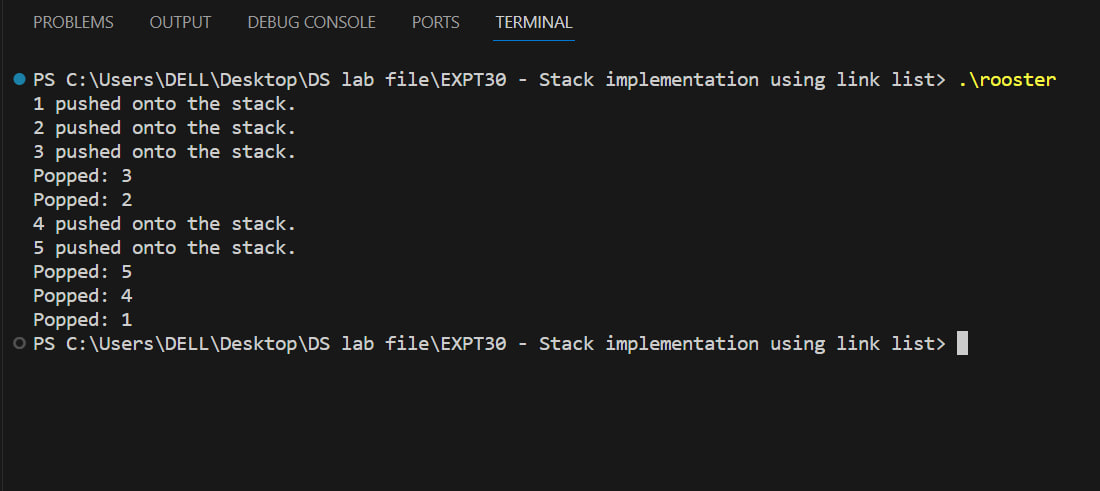 PROBLEMS OUTPUT DEBUG CONSOLE PORTS TERMINAL
PS C:\Users\DELL\Desktop\DS lab file\EXPT30 - Stack implementation using link list> .\rooster
1 pushed onto the stack.
2 pushed onto the stack.
3 pushed onto the stack.
Popped: 3
Popped: 2
4 pushed onto the stack.
5 pushed onto the stack.
Popped: 5
Popped: 4
Popped: 1
PS C:\Users\DELL\Desktop\DS lab file\EXPT30 - Stack implementation using link list>